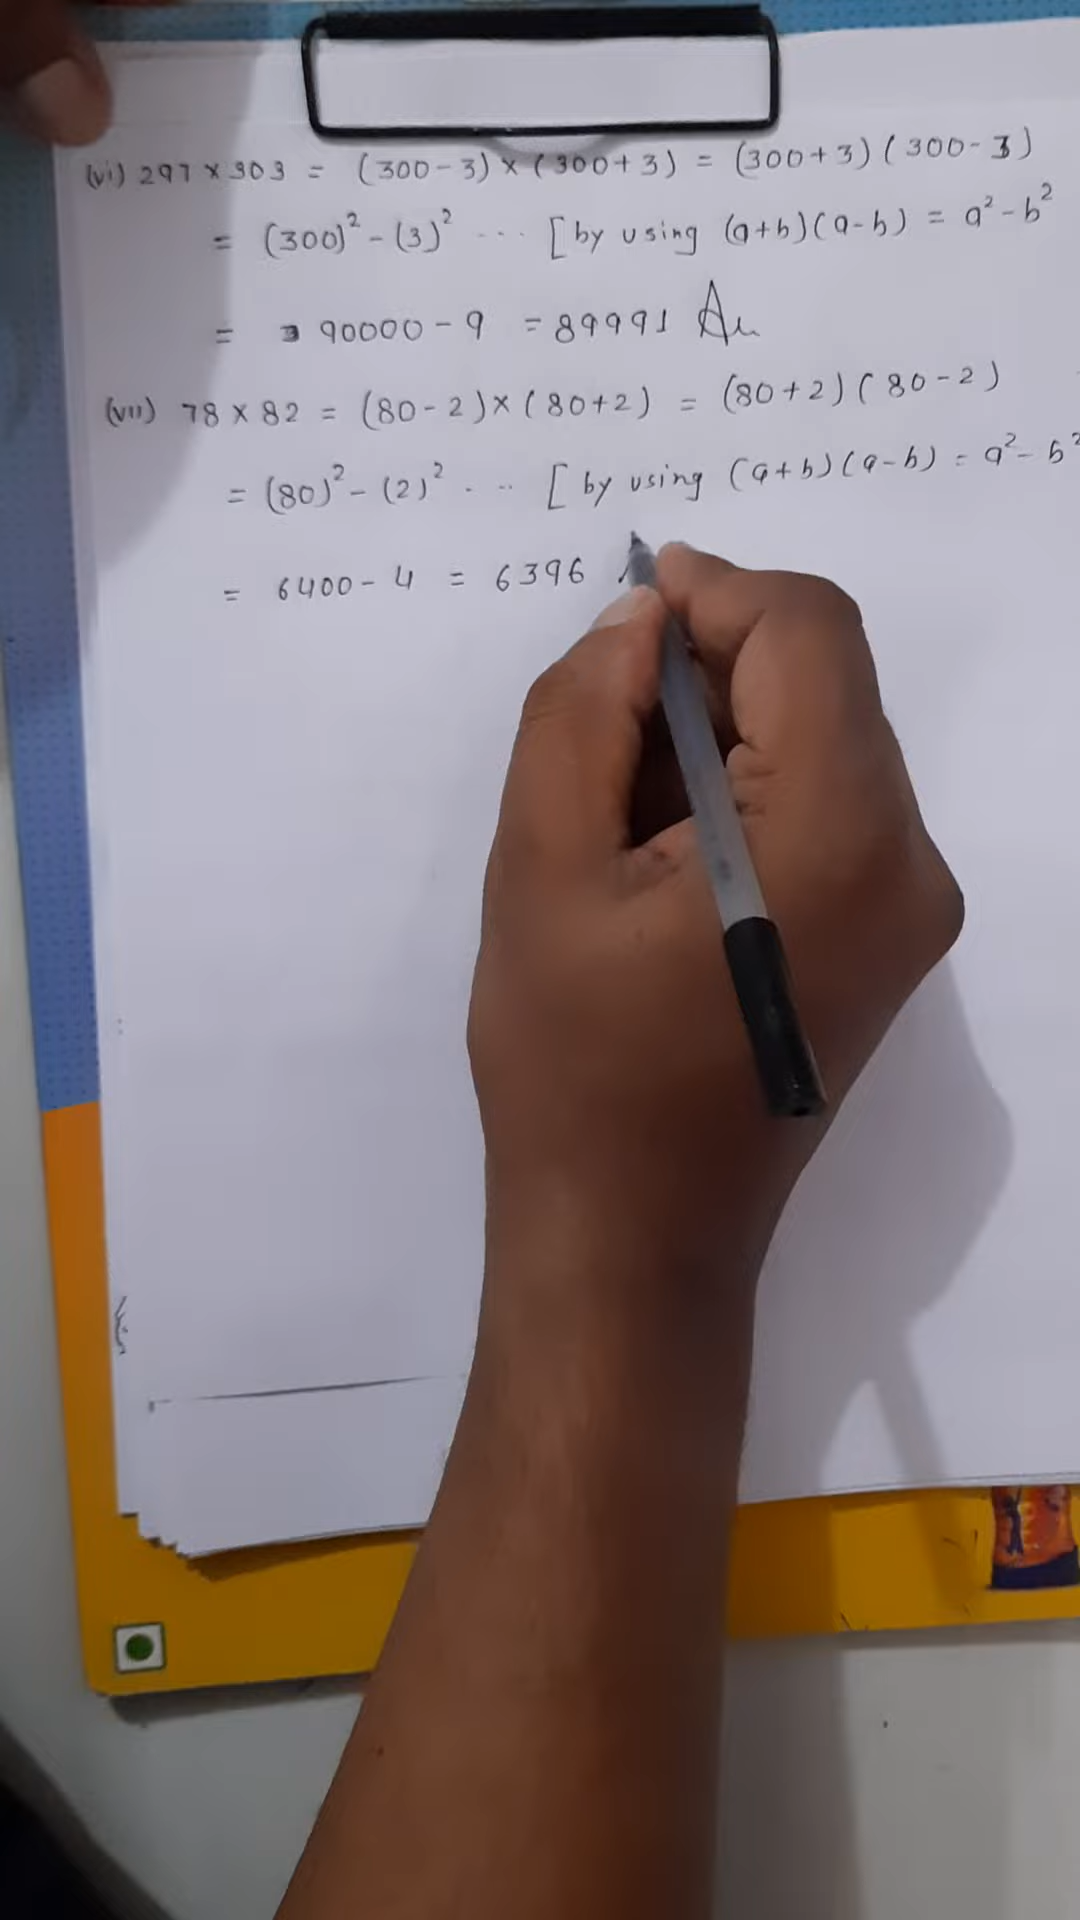 (vi) 297 × 303 = (300-3) × (300+3) = (300+3)(300-3)
= (300)² - (3)² ... [by using (a+b)(a-b) = a² - b²
= 90000 - 9 = 89991 An
(vii) 78 × 82 = (80-2) × (80+2) = (80+2)(80-2)
= (80)² - (2)² ... [by using (a+b)(a-b) = a² - b²
= 6400 - 4 = 6396